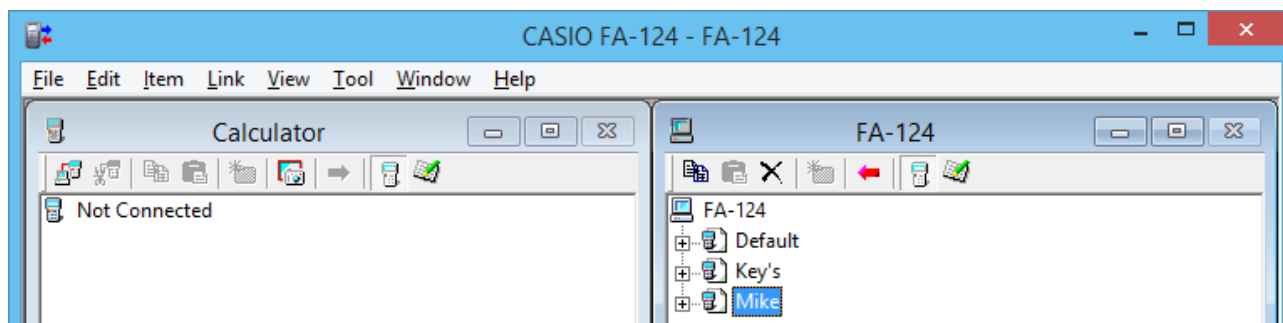 CASIO FA-124 - FA-124
File Edit Item Link View Tool Window Help
Calculator
Not Connected
FA-124
FA-124
Default
Key's
Mike